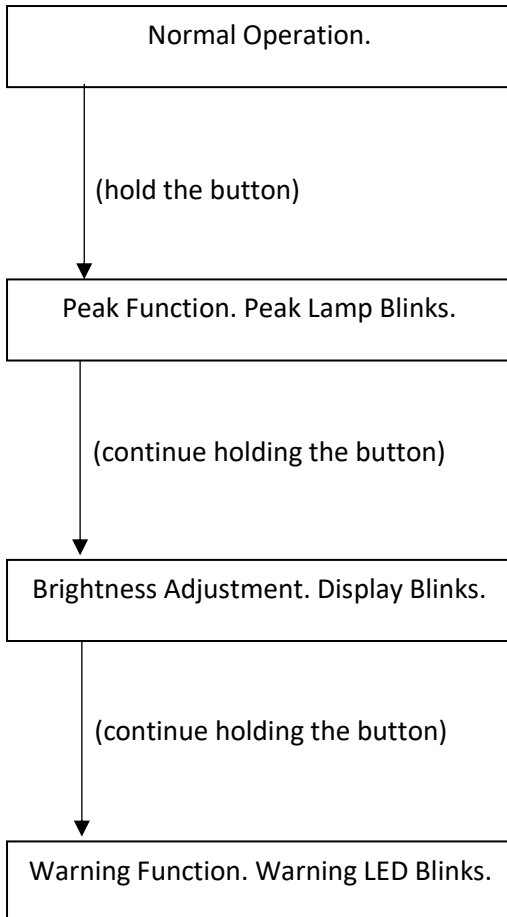 Normal Operation.
(hold the button)
Peak Function. Peak Lamp Blinks.
(continue holding the button)
Brightness Adjustment. Display Blinks.
(continue holding the button)
Warning Function. Warning LED Blinks.